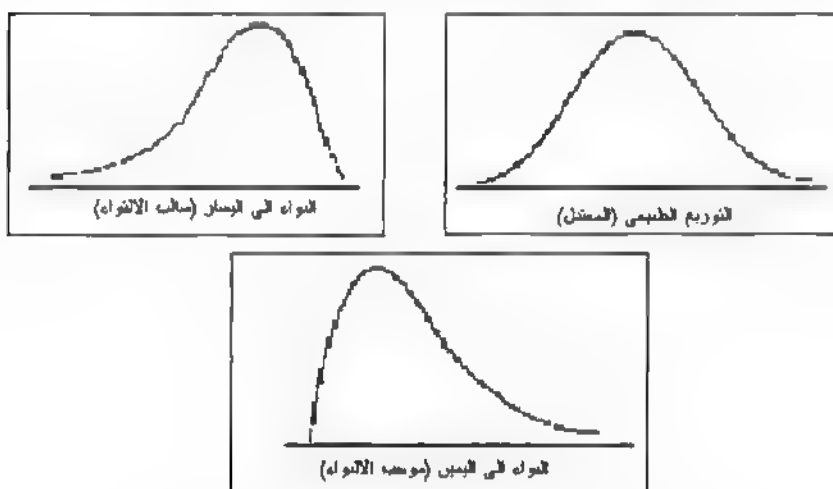 التواء الى اليسار (سالب الالتواء)
التوزيع الطبيعي (المعتدل)
التواء الى اليمين (موجب الالتواء)